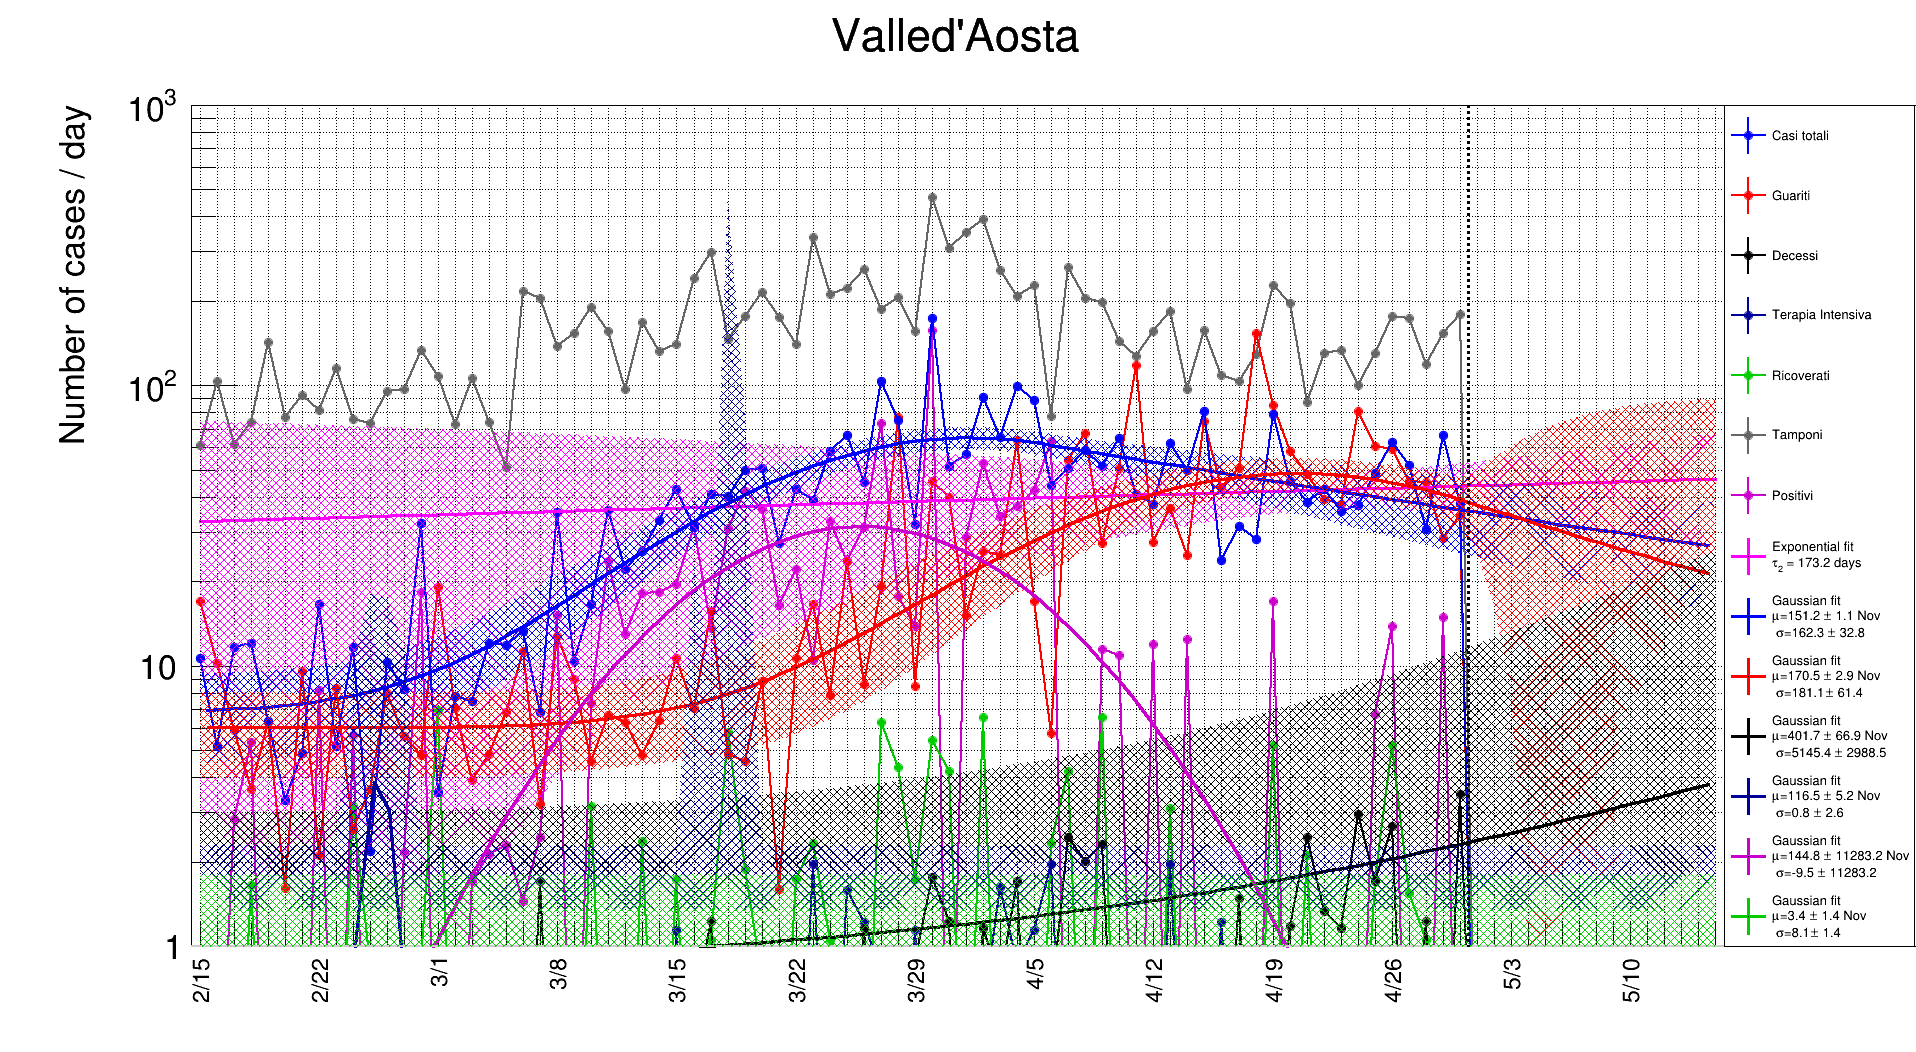 Valled'Aosta
Number of cases / day
10³
10²
10
1
2/15
2/22
3/1
3/8
3/15
3/22
3/29
4/5
4/12
4/19
4/26
5/3
5/10
Casi totali
Guariti
Decessi
Terapia Intensiva
Ricoverati
Tamponi
Positivi
Exponential fit
τ₂ = 173.2 days
Gaussian fit
μ=151.2 ± 1.1 Nov
σ=162.3 ± 32.8
Gaussian fit
μ=170.5 ± 2.9 Nov
σ=181.1 ± 61.4
Gaussian fit
μ=401.7 ± 66.9 Nov
σ=5145.4 ± 2988.5
Gaussian fit
μ=116.5 ± 5.2 Nov
σ=0.8 ± 2.6
Gaussian fit
μ=144.8 ± 11283.2 Nov
σ=-9.5 ± 11283.2
Gaussian fit
μ=3.4 ± 1.4 Nov
σ=8.1 ± 1.4